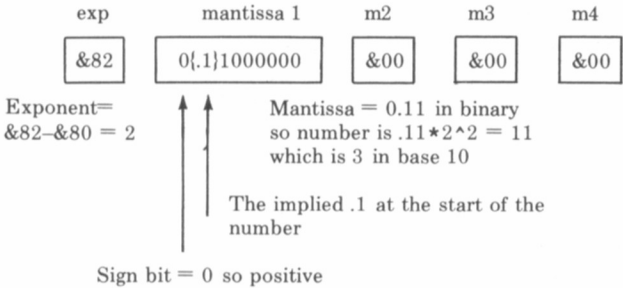 exp mantissa 1 m2 m3 m4
&82 0{.1}1000000 &00 &00 &00
Exponent=
&82–&80 = 2
Mantissa = 0.11 in binary
so number is .11*2^2 = 11
which is 3 in base 10
The implied .1 at the start of the
number
Sign bit = 0 so positive